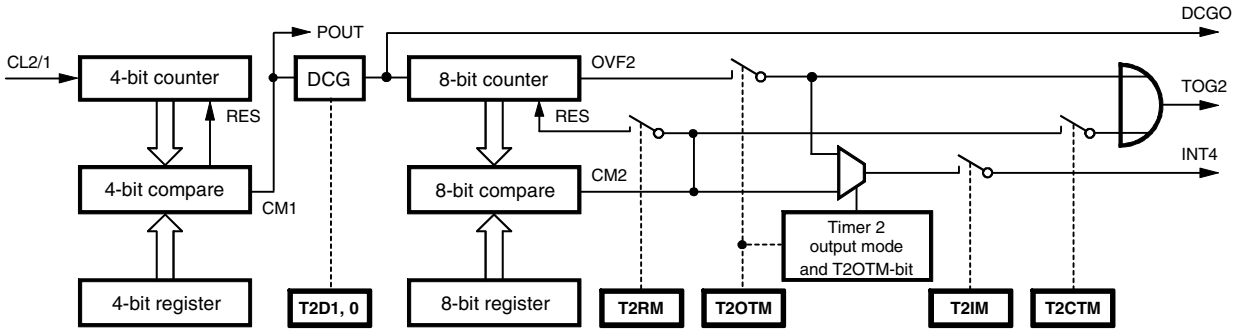 DCGO
POUT
CL2/1
4-bit counter
DCG
8-bit counter
OVF2
TOG2
RES
RES
INT4
4-bit compare
CM1
8-bit compare
CM2
Timer 2
output mode
and T2OTM-bit
4-bit register
T2D1, 0
8-bit register
T2RM
T2OTM
T2IM
T2CTM